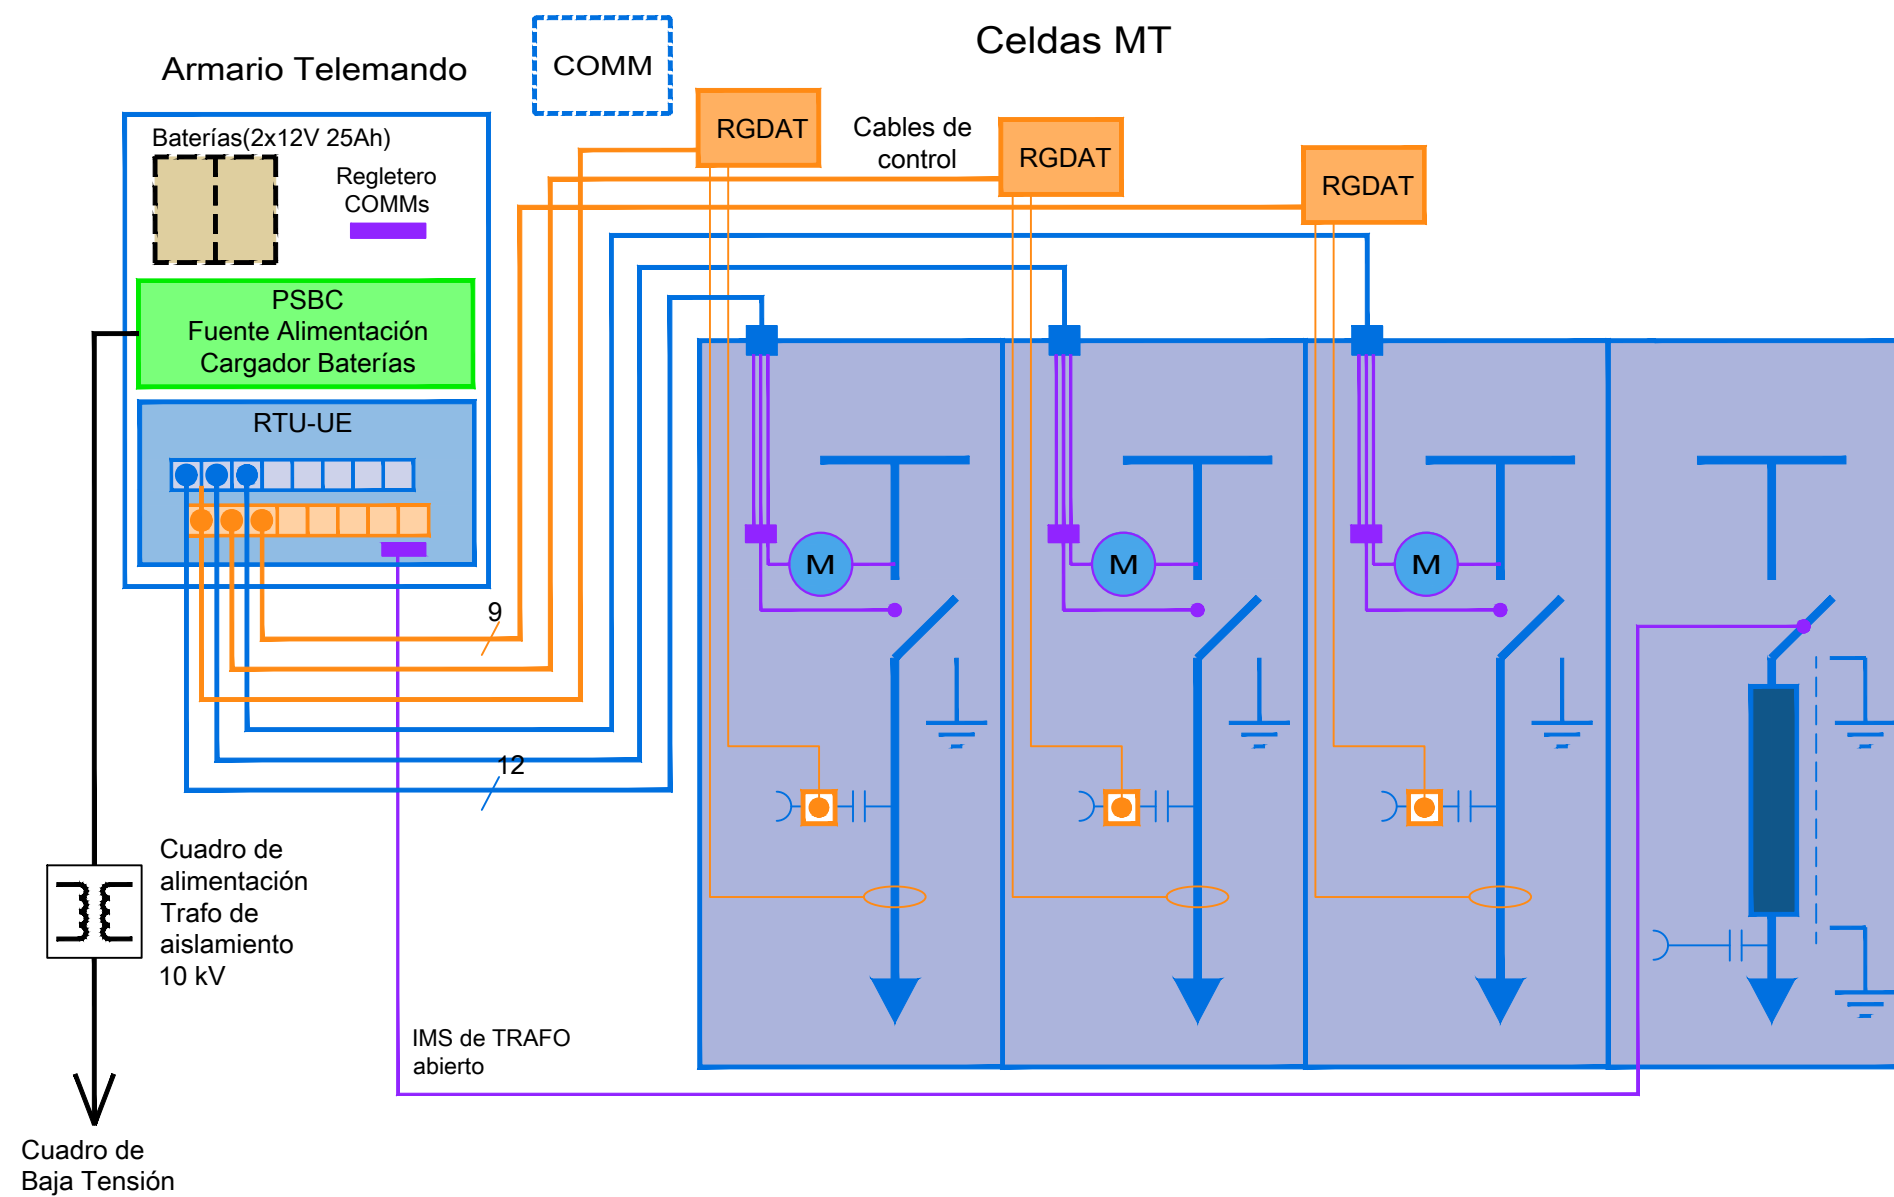 Celdas MT
Armario Telemando
COMM
Baterías(2x12V 25Ah)
Regletero
COMMs
RGDAT
Cables de
control
RGDAT
RGDAT
PSBC
Fuente Alimentación
Cargador Baterías
RTU-UE
M
M
M
9
12
Cuadro de
alimentación
Trafo de
aislamiento
10 kV
IMS de TRAFO
abierto
Cuadro de
Baja Tensión